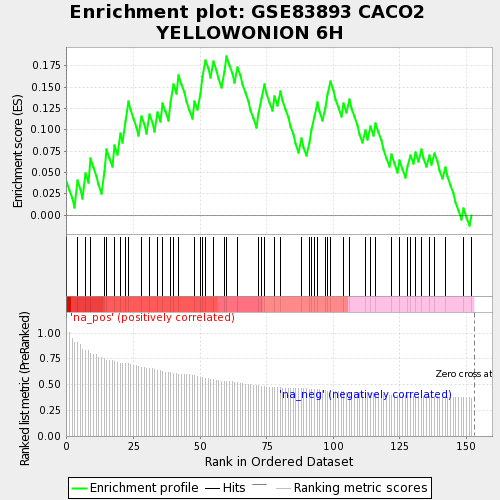 Enrichment plot: GSE83893 CACO2
YELLOWONION 6H
Enrichment score (ES)
0.175
0.150
0.125
0.100
0.075
0.050
0.025
0.000
'na_pos' (positively correlated)
Ranked list metric (PreRanked)
1.00
0.75
0.50
0.25
0.00
Zero cross at
'na_neg' (negatively correlated)
0
25
50
75
100
125
150
Rank in Ordered Dataset
Enrichment profile
Hits
Ranking metric scores